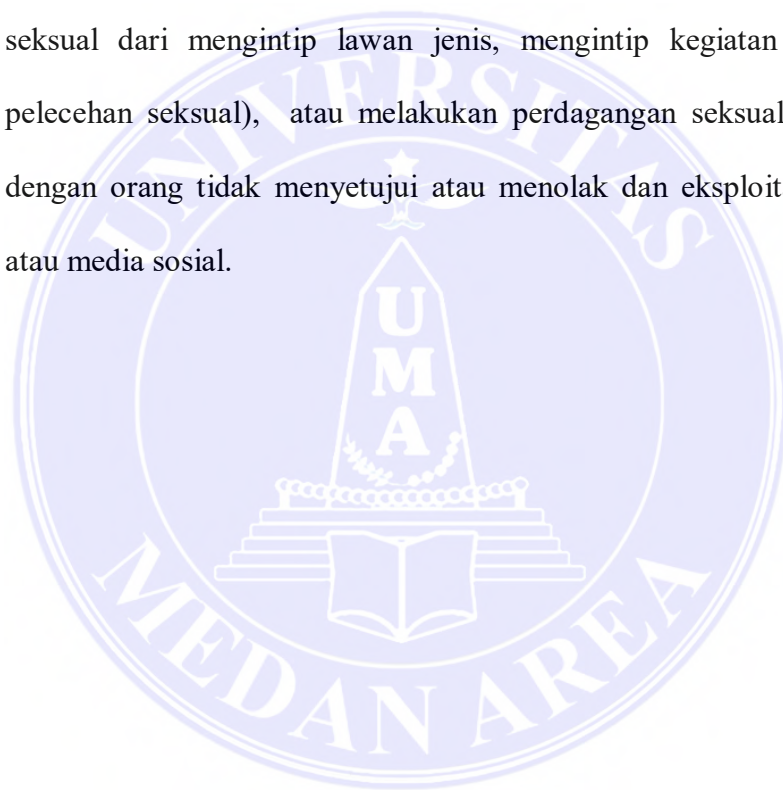 seksual dari mengintip lawan jenis, mengintip kegiatan
pelecehan seksual), atau melakukan perdagangan seksual
dengan orang tidak menyetujui atau menolak dan eksploit
atau media sosial.
UNIVERSITAS
U
M
A
MEDAN AREA